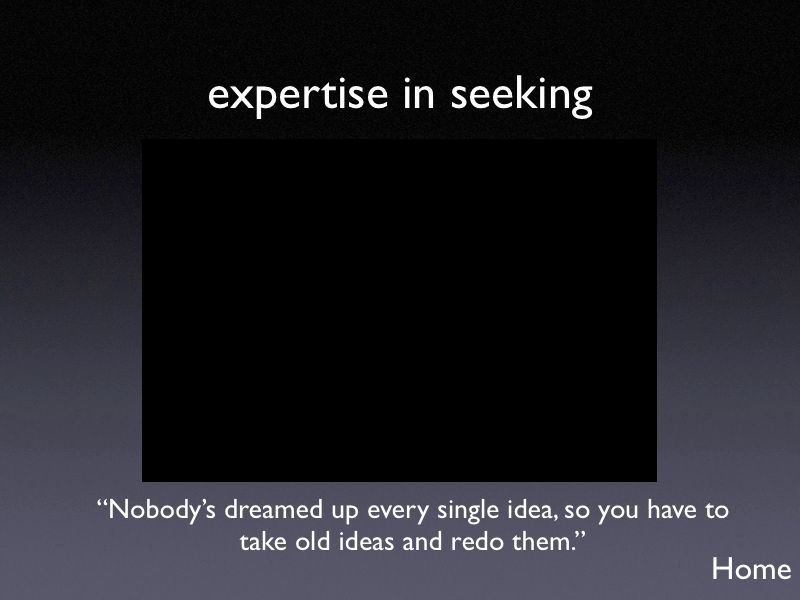 expertise in seeking
“Nobody’s dreamed up every single idea, so you have to
take old ideas and redo them.”
Home